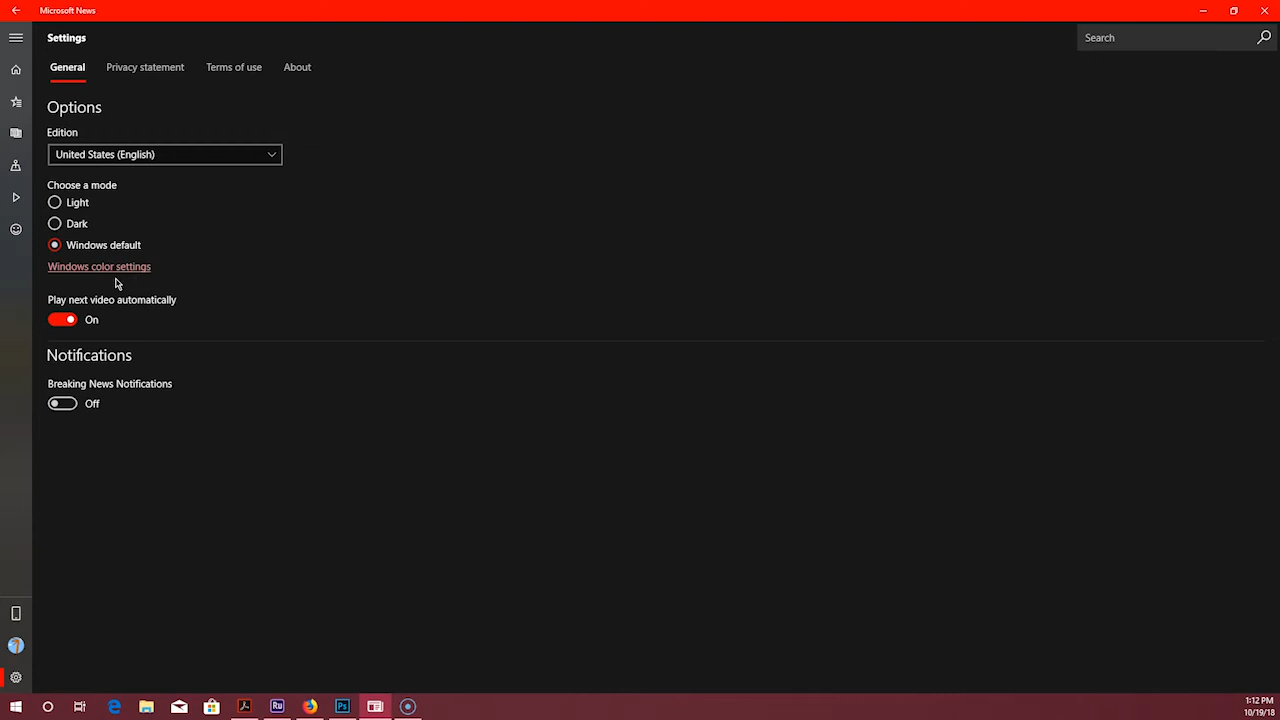 Microsoft News
Settings
Search
General
Privacy statement
Terms of use
About
Options
Edition
United States (English)
Choose a mode
Light
Dark
Windows default
Windows color settings
Play next video automatically
On
Notifications
Breaking News Notifications
Off
Ru
Ps
1:12 PM
10/19/18